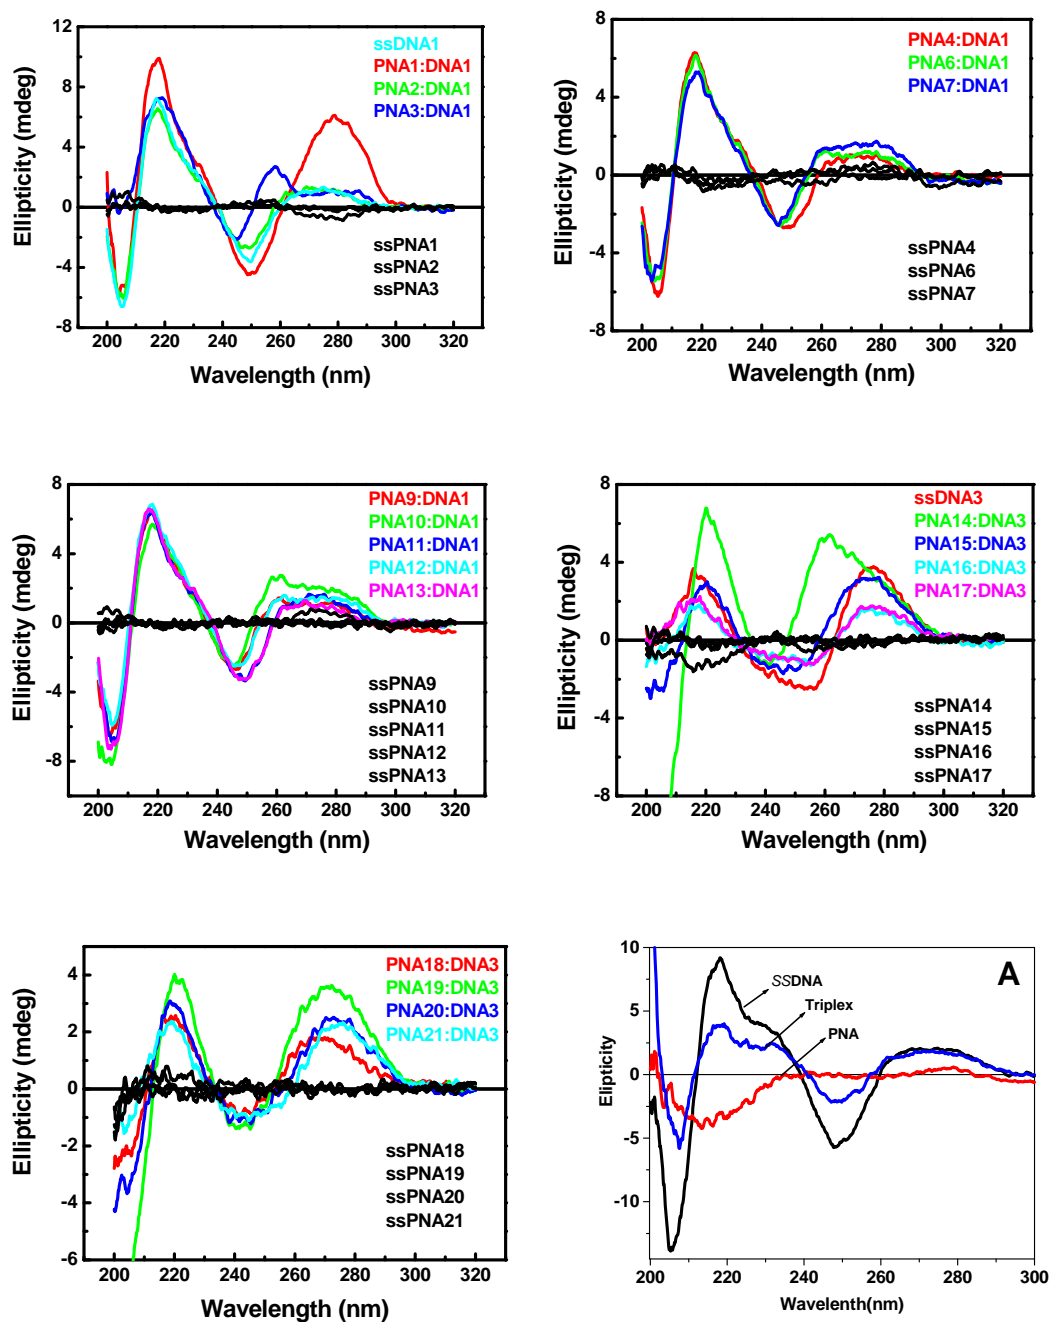 12
8
4
0
-4
-8
Ellipticity (mdeg)
ssDNA1
PNA1:DNA1
PNA2:DNA1
PNA3:DNA1
ssPNA1
ssPNA2
ssPNA3
200 220 240 260 280 300 320
Wavelength (nm)
8
4
0
-4
-8
Ellipticity (mdeg)
PNA4:DNA1
PNA6:DNA1
PNA7:DNA1
ssPNA4
ssPNA6
ssPNA7
200 220 240 260 280 300 320
Wavelength (nm)
8
4
0
-4
-8
Ellipticity (mdeg)
PNA9:DNA1
PNA10:DNA1
PNA11:DNA1
PNA12:DNA1
PNA13:DNA1
ssPNA9
ssPNA10
ssPNA11
ssPNA12
ssPNA13
200 220 240 260 280 300 320
Wavelength (nm)
8
4
0
-4
-8
Ellipticity (mdeg)
ssDNA3
PNA14:DNA3
PNA15:DNA3
PNA16:DNA3
PNA17:DNA3
ssPNA14
ssPNA15
ssPNA16
ssPNA17
200 220 240 260 280 300 320
Wavelength (nm)
4
2
0
-2
-4
-6
Ellipticity (mdeg)
PNA18:DNA3
PNA19:DNA3
PNA20:DNA3
PNA21:DNA3
ssPNA18
ssPNA19
ssPNA20
ssPNA21
200 220 240 260 280 300 320
Wavelength (nm)
10
5
0
-5
-10
Elipticity
A
SSDNA
Triplex
PNA
200 220 240 260 280 300
Wavelenth(nm)